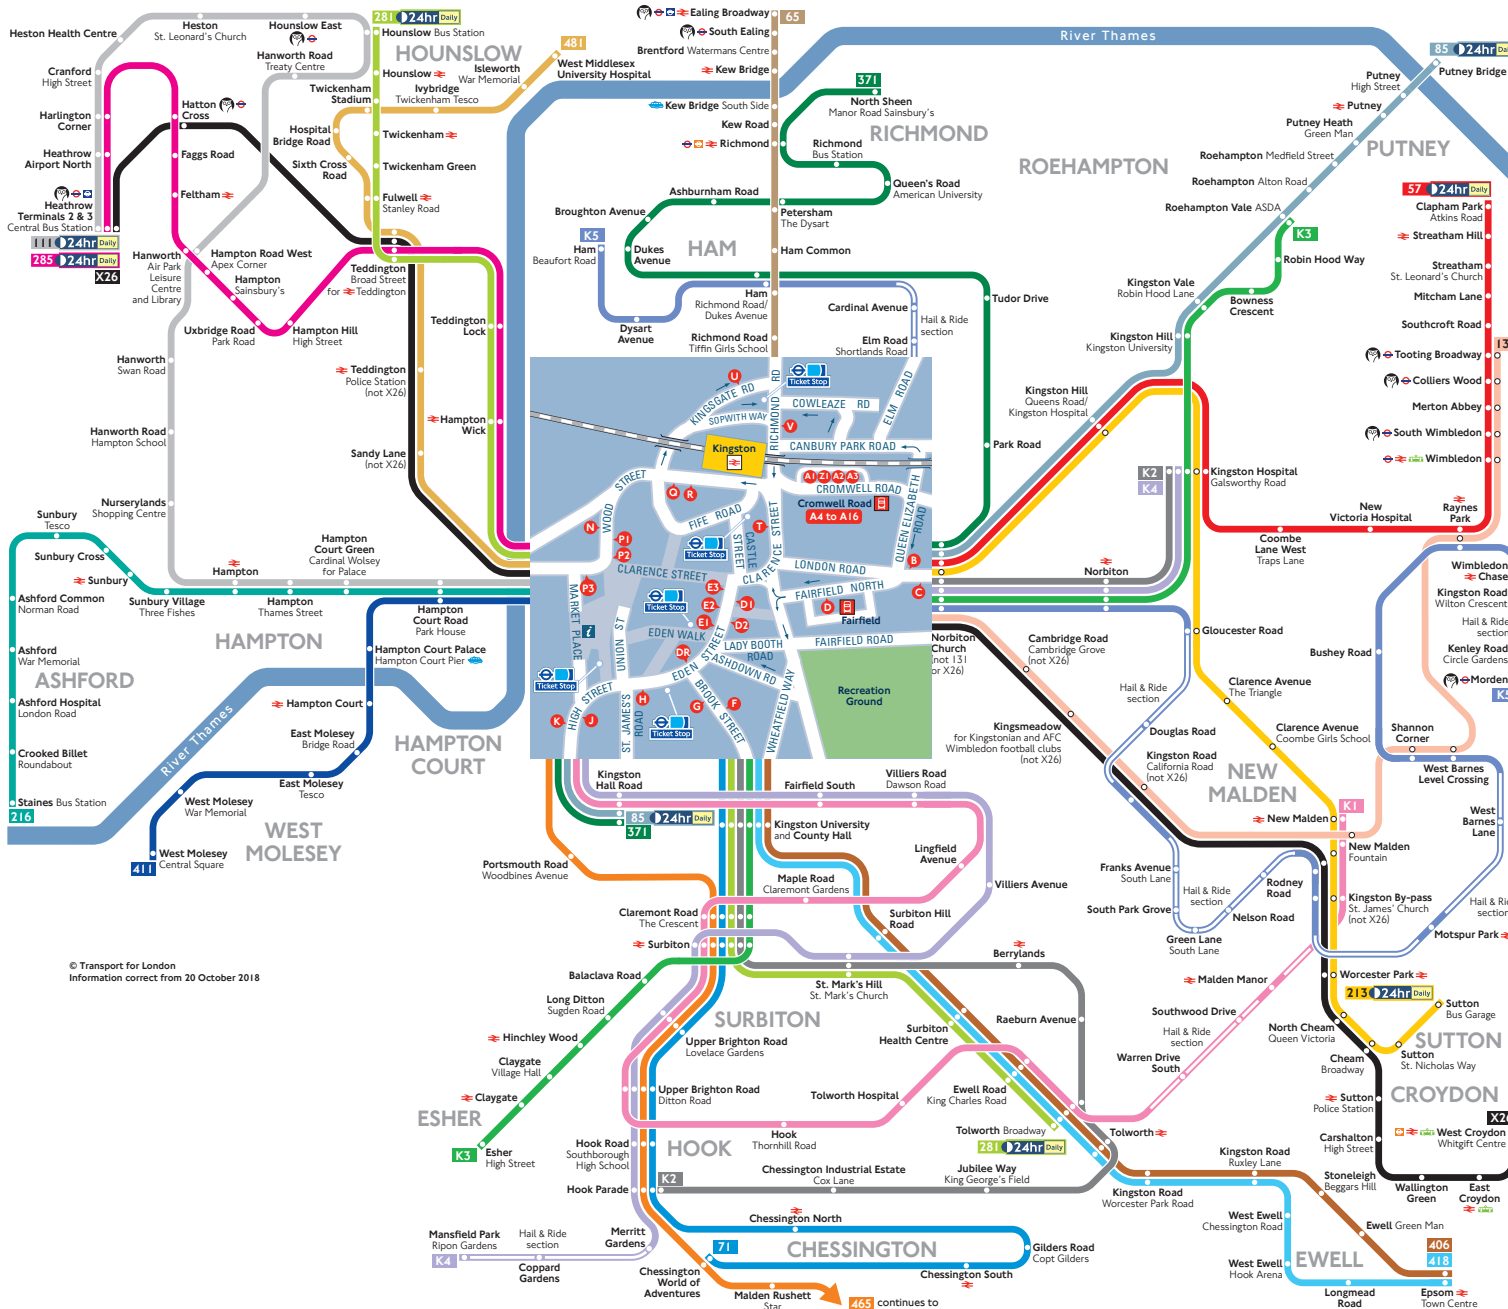 Heston Health Centre
Heston
St. Leonard's Church
Hounslow East
281 24hr Daily
Hounslow Bus Station
HOUNSLOW
Hanworth Road
Treaty Centre
Cranford
High Street
Hounslow
Isleworth
War Memorial
481
West Middlesex
University Hospital
Twickenham
Stadium
Ivybridge
Twickenham Tesco
Hatton
Cross
Harlington
Corner
Hospital
Bridge Road
Twickenham
Heathrow
Airport North
Faggs Road
Sixth Cross
Road
Twickenham Green
Feltham
Fulwell
Stanley Road
Heathrow
Terminals 2 & 3
Central Bus Station
111 24hr Daily
285 24hr Daily
X26
Hanworth
Air Park
Leisure
Centre
and Library
Hampton Road West
Apex Corner
Hampton
Sainsbury's
Teddington
Broad Street
for Teddington
Uxbridge Road
Park Road
Hampton Hill
High Street
Teddington
Lock
Hanworth
Swan Road
Teddington
Police Station
(not X26)
Hampton
Wick
Hanworth Road
Hampton School
Sandy Lane
(not X26)
Nurserylands
Shopping Centre
Sunbury
Tesco
Sunbury Cross
Sunbury
Hampton
Hampton
Court Green
Cardinal Wolsey
for Palace
Ashford Common
Norman Road
Sunbury Village
Three Fishes
Hampton
Thames Street
Hampton
Court Road
Park House
HAMPTON
Ashford
War Memorial
ASHFORD
Hampton Court Palace
Hampton Court Pier
Ashford Hospital
London Road
Hampton Court
River Thames
East Molesey
Bridge Road
HAMPTON
COURT
Crooked Billet
Roundabout
East Molesey
Tesco
Staines Bus Station
216
West Molesey
War Memorial
WEST
MOLESEY
411
West Molesey
Central Square
© Transport for London
Information correct from 20 October 2018
Ealing Broadway
65
South Ealing
Brentford Watermans Centre
Kew Bridge
Kew Bridge South Side
Kew Road
Richmond
River Thames
371
North Sheen
Manor Road Sainsbury's
RICHMOND
Richmond
Bus Station
Queen's Road
American University
Ashburnham Road
Petersham
The Dysart
Broughton Avenue
K5
Ham
Beaufort Road
Dukes
Avenue
HAM
Ham Common
Ham
Richmond Road/
Dukes Avenue
Dysart
Avenue
Richmond Road
Tiffin Girls School
Cardinal Avenue
Hail & Ride
section
Elm Road
Shortlands Road
Tudor Drive
Park Road
ROEHAMPTON
PUTNEY
85 24hr
Putney Bridge
Putney
High Street
Putney
Putney Heath
Green Man
Roehampton Medfield Street
Roehampton Alton Road
Roehampton Vale ASDA
K3
Robin Hood Way
Kingston Vale
Robin Hood Lane
Bowness
Crescent
Kingston Hill
Kingston University
Kingston Hill
Queens Road/
Kingston Hospital
57 24hr Daily
Clapham Park
Atkins Road
Streatham Hill
Streatham
St. Leonard's Church
Mitcham Lane
Southcroft Road
13
Tooting Broadway
Colliers Wood
Merton Abbey
South Wimbledon
Wimbledon
K2
K4
Kingston Hospital
Galsworthy Road
New
Victoria Hospital
Raynes
Park
Coombe
Lane West
Traps Lane
Norbiton
Wimbledon
Chase
Kingston Road
Wilton Crescent
Hail & Ride
section
Kenley Road
Circle Gardens
Morden
K5
Norbiton
Church
(not 131
or X26)
Cambridge Road
Cambridge Grove
(not X26)
Gloucester Road
Bushey Road
Clarence Avenue
The Triangle
Hail & Ride
section
Kingsmeadow
for Kingstonian and AFC
Wimbledon football clubs
(not X26)
Douglas Road
Clarence Avenue
Coombe Girls School
Shannon
Corner
Kingston Road
California Road
(not X26)
NEW
MALDEN
West Barnes
Level Crossing
K1
New Malden
West
Barnes
Lane
New Malden
Fountain
Franks Avenue
South Lane
Hail & Ride
section
Rodney
Road
Kingston By-pass
St. James' Church
(not X26)
Hail & Ri
section
South Park Grove
Nelson Road
Green Lane
South Lane
Motspur Park
Malden Manor
Worcester Park
213 24hr Daily
Sutton
Bus Garage
Southwood Drive
Hail & Ride
section
North Cheam
Queen Victoria
SUTTON
Sutton
St. Nicholas Way
Warren Drive
South
Cheam
Broadway
CROYDON
Sutton
Police Station
X26
West Croydon
Whitgift Centre
Carshalton
High Street
Wallington
Green
East
Croydon
U
KINGSGATE RD
RICHMOND RD
Ticket Stop
SOPWITH WAY
COWLEAZE RD
ELM ROAD
V
CANBURY PARK ROAD
Kingston
A1 Z1 A2 A3
CROMWELL ROAD
Cromwell Road
A4 to A16
WOOD STREET
Q R
FIFE ROAD
QUEEN ELIZABETH ROAD
N
P1
P2
CASTLE STREET
T
Ticket Stop
CLARENCE STREET
CLARENCE STREET
LONDON ROAD
B
P3
MARKET PLACE
E3
Ticket Stop
E2
D1
FAIRFIELD NORTH
D
Fairfield
C
E1
D2
UNION ST
EDEN WALK
LADY BOOTH ROAD
FAIRFIELD ROAD
DR
EDEN STREET
ASHDOWN RD
Ticket Stop
HIGH STREET
H
ST. JAMES'S ROAD
BROOK STREET
G
F
WHEATFIELD WAY
Recreation
Ground
K
J
Ticket Stop
Kingston
Hall Road
Fairfield South
Villiers Road
Dawson Road
85 24hr Daily
371
Kingston University
and County Hall
Portsmouth Road
Woodbines Avenue
Lingfield
Avenue
Maple Road
Claremont Gardens
Villiers Avenue
Claremont Road
The Crescent
Surbiton Hill
Road
Surbiton
Berrylands
Balaclava Road
St. Mark's Hill
St. Mark's Church
Long Ditton
Sugden Road
SURBITON
Raeburn Avenue
Hinchley Wood
Upper Brighton Road
Lovelace Gardens
Surbiton
Health Centre
Claygate
Village Hall
Upper Brighton Road
Ditton Road
Tolworth Hospital
Ewell Road
King Charles Road
Claygate
ESHER
Hook
Thornhill Road
Tolworth Broadway
281 24hr Daily
Tolworth
K3
Esher
High Street
Hook Road
Southborough
High School
HOOK
Chessington Industrial Estate
Cox Lane
Jubilee Way
King George's Field
Kingston Road
Ruxley Lane
Hook Parade
K2
Kingston Road
Worcester Park Road
Stoneleigh
Beggars Hill
Mansfield Park
Ripon Gardens
K4
Hail & Ride
section
Coppard
Gardens
Merritt
Gardens
Chessington North
71
CHESSINGTON
Gilders Road
Copt Gilders
West Ewell
Chessington Road
Ewell Green Man
406
418
Chessington
World of
Adventures
Chessington South
West Ewell
Hook Arena
EWELL
Malden Rushett
Star
465 continues to
Longmead
Road
Epsom
Town Centre